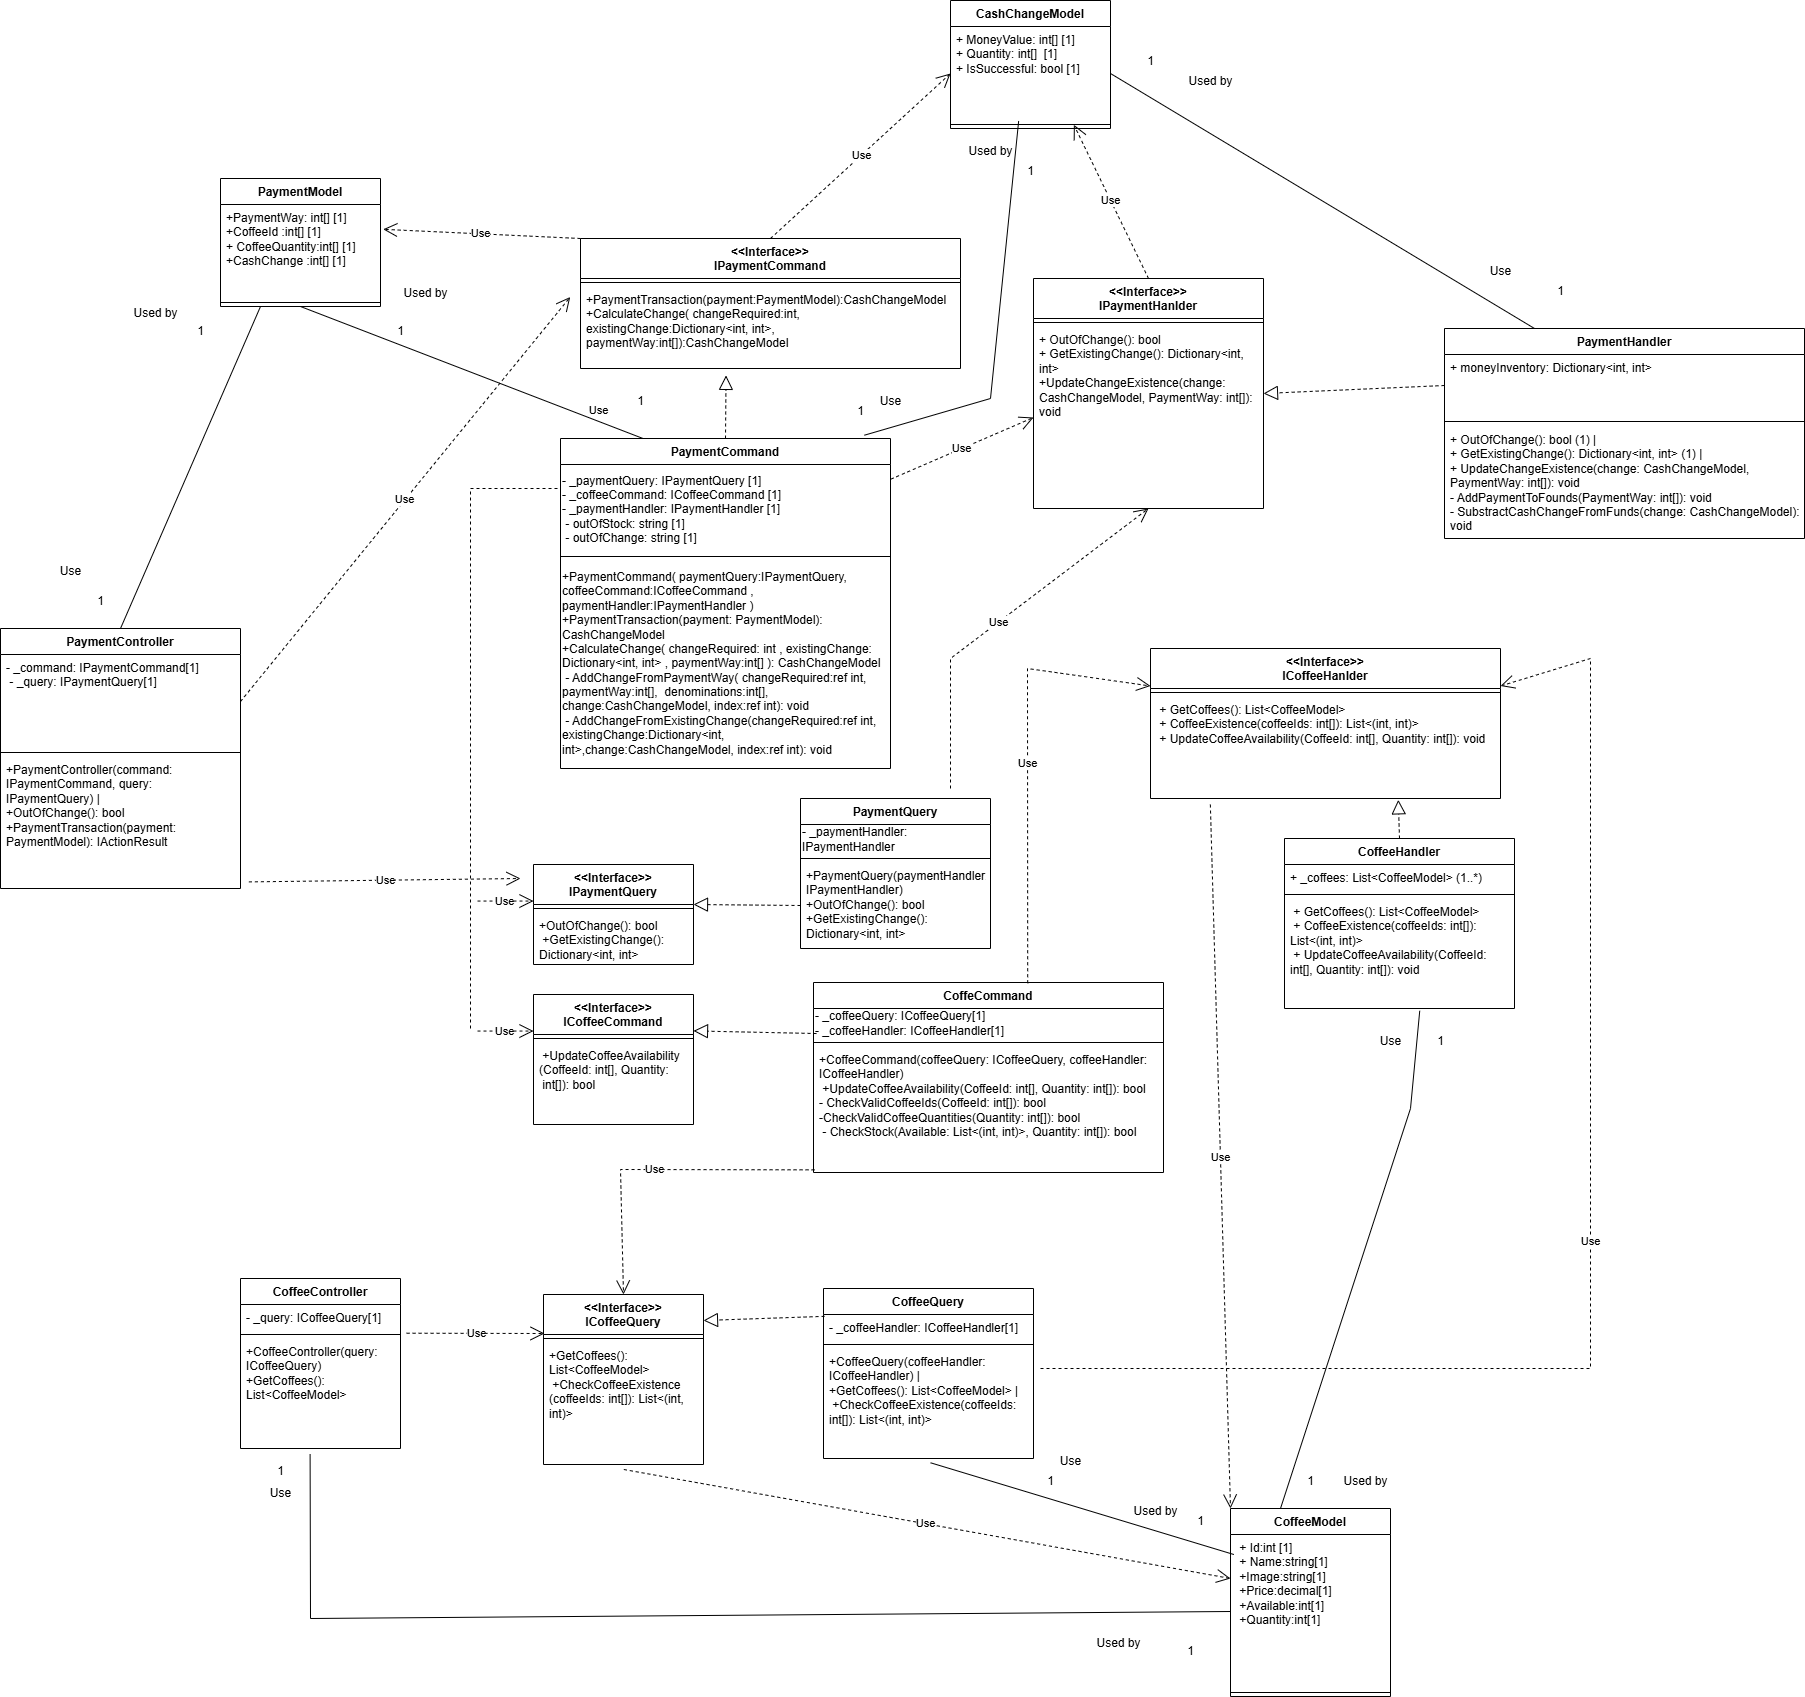 CashChangeModel
+ MoneyValue: int[] [1]
+ Quantity: int[]  [1]
+ IsSuccessful: bool [1]
1
Used by
Used by
1
Use
Use
PaymentModel
+PaymentWay: int[] [1]
+CoffeeId :int[] [1]
+ CoffeeQuantity:int[] [1]
+CashChange :int[] [1]
Use
<<Interface>>
IPaymentCommand
+PaymentTransaction(payment:PaymentModel):CashChangeModel
+CalculateChange( changeRequired:int,
existingChange:Dictionary<int, int>,
paymentWay:int[]):CashChangeModel
<<Interface>>
IPaymentHanlder
+ OutOfChange(): bool
+ GetExistingChange(): Dictionary<int,
int>
+UpdateChangeExistence(change:
CashChangeModel, PaymentWay: int[]):
void
Use
1
PaymentHandler
+ moneyInventory: Dictionary<int, int>
+ OutOfChange(): bool (1) |
+ GetExistingChange(): Dictionary<int, int> (1) |
+ UpdateChangeExistence(change: CashChangeModel,
PaymentWay: int[]): void
- AddPaymentToFounds(PaymentWay: int[]): void
- SubstractCashChangeFromFunds(change: CashChangeModel):
void
Used by
1
Used by
1
1
Use
1
Use
Use
Use
PaymentCommand
- _paymentQuery: IPaymentQuery [1]
- _coffeeCommand: ICoffeeCommand [1]
- _paymentHandler: IPaymentHandler [1]
- outOfStock: string [1]
- outOfChange: string [1]
+PaymentCommand( paymentQuery:IPaymentQuery,
coffeeCommand:ICoffeeCommand ,
paymentHandler:IPaymentHandler )
+PaymentTransaction(payment: PaymentModel):
CashChangeModel
+CalculateChange( changeRequired: int , existingChange:
Dictionary<int, int> , paymentWay:int[] ): CashChangeModel
- AddChangeFromPaymentWay( changeRequired:ref int,
paymentWay:int[],  denominations:int[],
change:CashChangeModel, index:ref int): void
- AddChangeFromExistingChange(changeRequired:ref int,
existingChange:Dictionary<int,
int>,change:CashChangeModel, index:ref int): void
Use
1
Use
PaymentController
- _command: IPaymentCommand[1]
- _query: IPaymentQuery[1]
+PaymentController(command:
IPaymentCommand, query:
IPaymentQuery) |
+OutOfChange(): bool
+PaymentTransaction(payment:
PaymentModel): IActionResult
<<Interface>>
ICoffeeHanlder
+ GetCoffees(): List<CoffeeModel>
+ CoffeeExistence(coffeeIds: int[]): List<(int, int)>
+ UpdateCoffeeAvailability(CoffeeId: int[], Quantity: int[]): void
Use
PaymentQuery
- _paymentHandler:
IPaymentHandler
+PaymentQuery(paymentHandler
IPaymentHandler)
+OutOfChange(): bool
+GetExistingChange():
Dictionary<int, int>
CoffeeHandler
+ _coffees: List<CoffeeModel> (1..*)
+ GetCoffees(): List<CoffeeModel>
+ CoffeeExistence(coffeeIds: int[]):
List<(int, int)>
+ UpdateCoffeeAvailability(CoffeeId:
int[], Quantity: int[]): void
Use
Use
<<Interface>>
IPaymentQuery
+OutOfChange(): bool
+GetExistingChange():
Dictionary<int, int>
Use
<<Interface>>
ICoffeeCommand
+UpdateCoffeeAvailability
(CoffeeId: int[], Quantity:
int[]): bool
CoffeCommand
- _coffeeQuery: ICoffeeQuery[1]
- _coffeeHandler: ICoffeeHandler[1]
+CoffeeCommand(coffeeQuery: ICoffeeQuery, coffeeHandler:
ICoffeeHandler)
+UpdateCoffeeAvailability(CoffeeId: int[], Quantity: int[]): bool
- CheckValidCoffeeIds(CoffeeId: int[]): bool
-CheckValidCoffeeQuantities(Quantity: int[]): bool
- CheckStock(Available: List<(int, int)>, Quantity: int[]): bool
Use
1
Use
Use
Use
CoffeeController
- _query: ICoffeeQuery[1]
+CoffeeController(query:
ICoffeeQuery)
+GetCoffees():
List<CoffeeModel>
Use
<<Interface>>
ICoffeeQuery
+GetCoffees():
List<CoffeeModel>
+CheckCoffeeExistence
(coffeeIds: int[]): List<(int,
int)>
CoffeeQuery
- _coffeeHandler: ICoffeeHandler[1]
+CoffeeQuery(coffeeHandler:
ICoffeeHandler) |
+GetCoffees(): List<CoffeeModel> |
+CheckCoffeeExistence(coffeeIds:
int[]): List<(int, int)>
1
Use
Use
1
1
Used by
Used by
1
Use
CoffeeModel
+ Id:int [1]
+ Name:string[1]
+Image:string[1]
+Price:decimal[1]
+Available:int[1]
+Quantity:int[1]
Used by
1